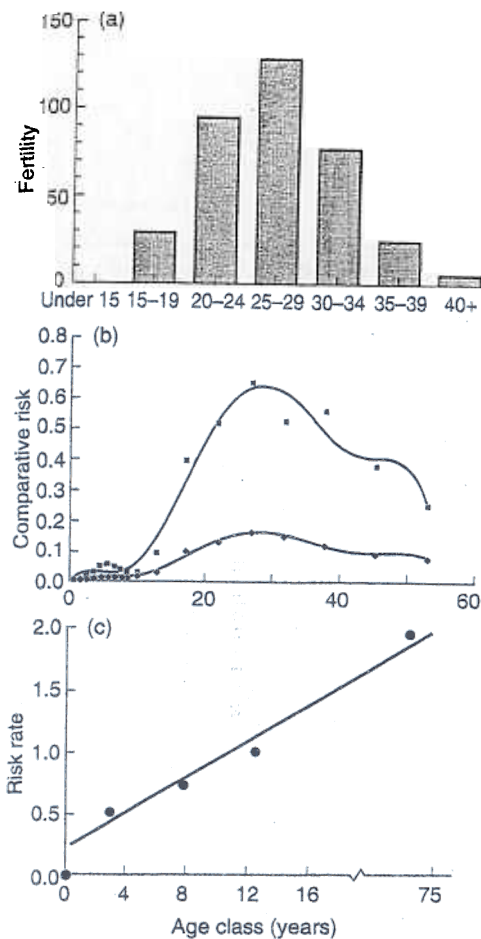 150 (a)
100
Fertility
50
0
Under 15 15–19 20–24 25–29 30–34 35–39 40+
0.8 (b)
0.7
0.6
0.5
Comparative risk
0.4
0.3
0.2
0.1
0.0
0 20 40 60
2.0 (c)
1.5
Risk rate
1.0
0.5
0.0
0 4 8 12 16 75
Age class (years)